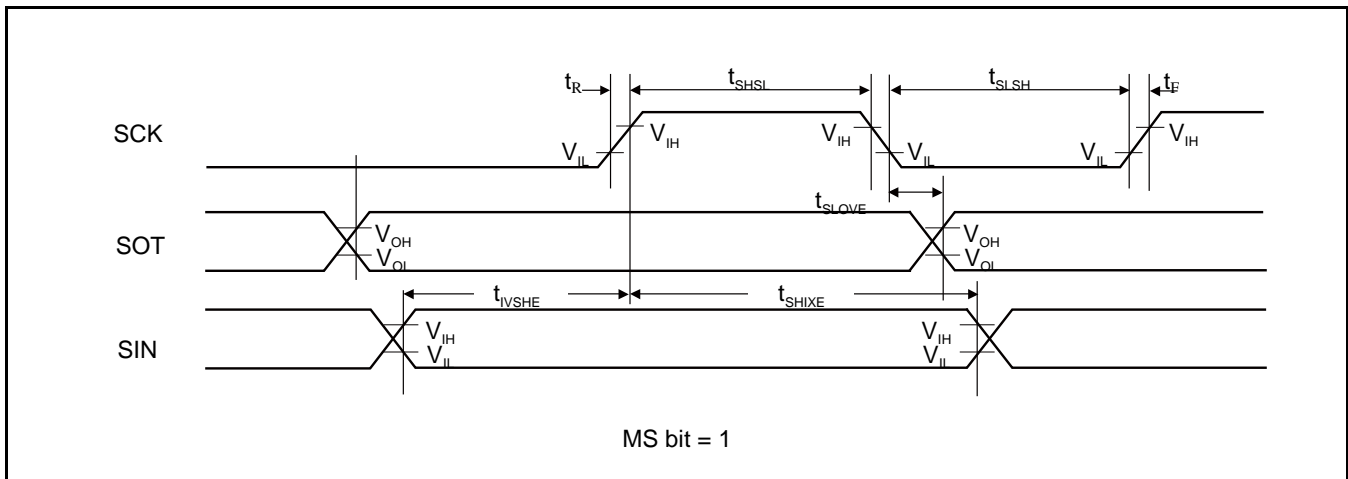 tR tSHSL tSLSH tF
SCK
VIH VIH VIH
VIL VIL VIL
tSLOVE
SOT
VOH VOH
VOL VOL
tIVSHE tSHIXE
SIN
VIH VIH
VIL VIL
MS bit = 1